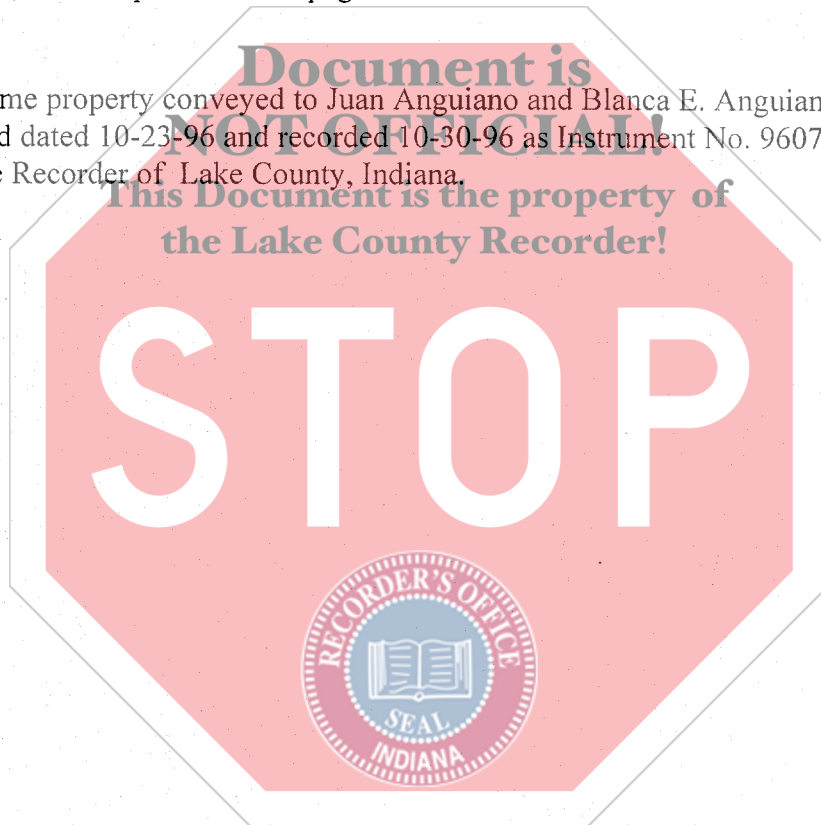 Document is
me property conveyed to Juan Anguiano and Blanca E. Anguian
d dated 10-23-96 and recorded 10-30-96 as Instrument No. 9607
NOT OFFICIAL!
e Recorder of Lake County, Indiana.
This Document is the property of
the Lake County Recorder!
STOP
RECORDER'S OFFICE
SEAL
INDIANA